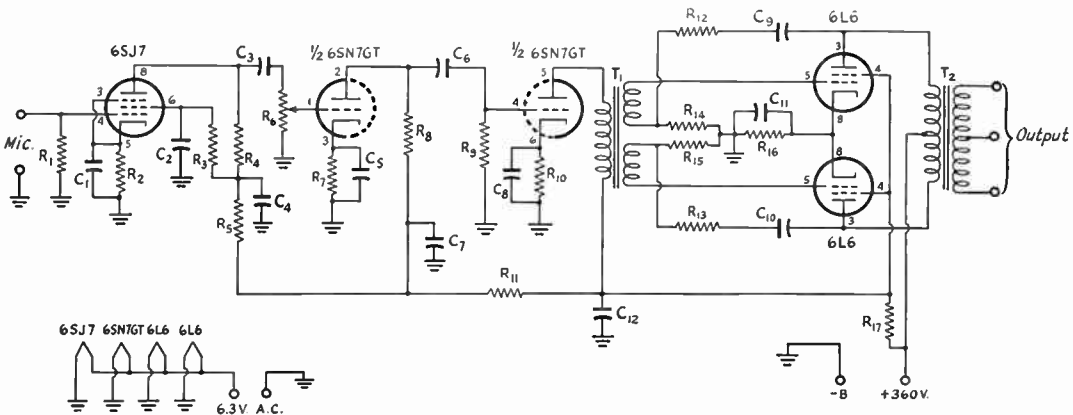 6SJ7
½ 6SN7GT
½ 6SN7GT
6L6
R12
C9
C3
C6
T1
T2
8
3
4
5
6
2
1
3
5
4
6
3
4
5
8
8
5
4
3
Mic.
R1
C1
R2
C2
R3
R4
R5
C4
R6
R7
C5
R8
C7
R9
C8
R10
R14
R15
C11
R16
R13
C10
6L6
Output
R11
C12
R17
6SJ7 6SN7GT 6L6 6L6
6.3V. A.C.
-B
+360V.